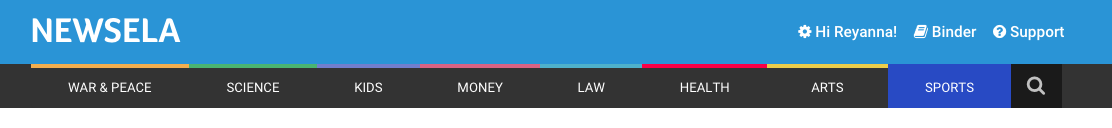 NEWSELA
Hi Reyanna! Binder Support
WAR & PEACE SCIENCE KIDS MONEY LAW HEALTH ARTS SPORTS